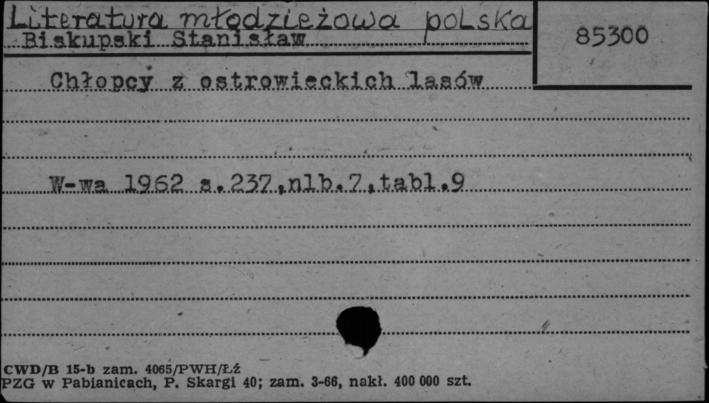 Literatura młodzieżowa polska
85300
Biskupski Stanisław
Chłopcy z ostrowieckich lasów
W-wa 1962 s.237,nlb.7,tabl.9
CWD/B 15-b zam. 4065/PWH/Łź
PZG w Pabianicach, P. Skargi 40; zam. 3-66, nakł. 400 000 szt.